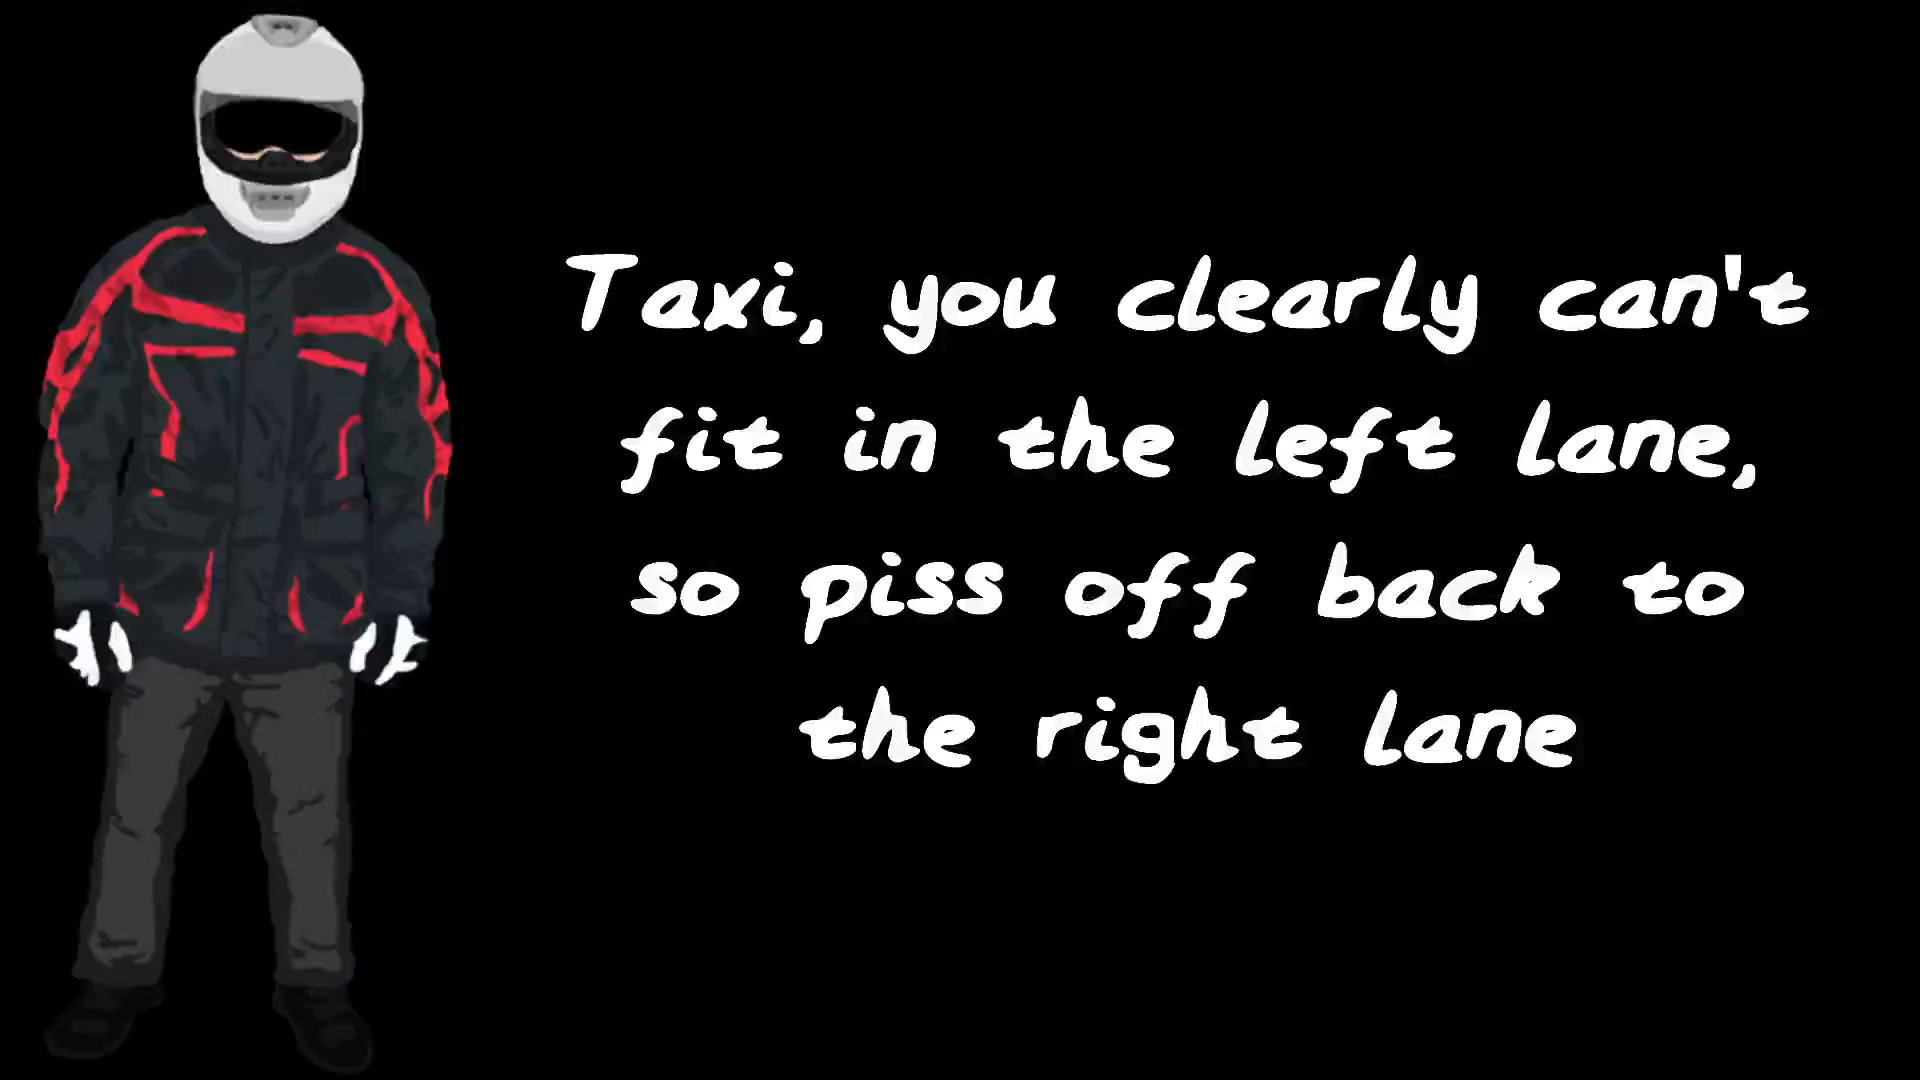 Taxi, you clearly can't
fit in the left lane,
so piss off back to
the right lane